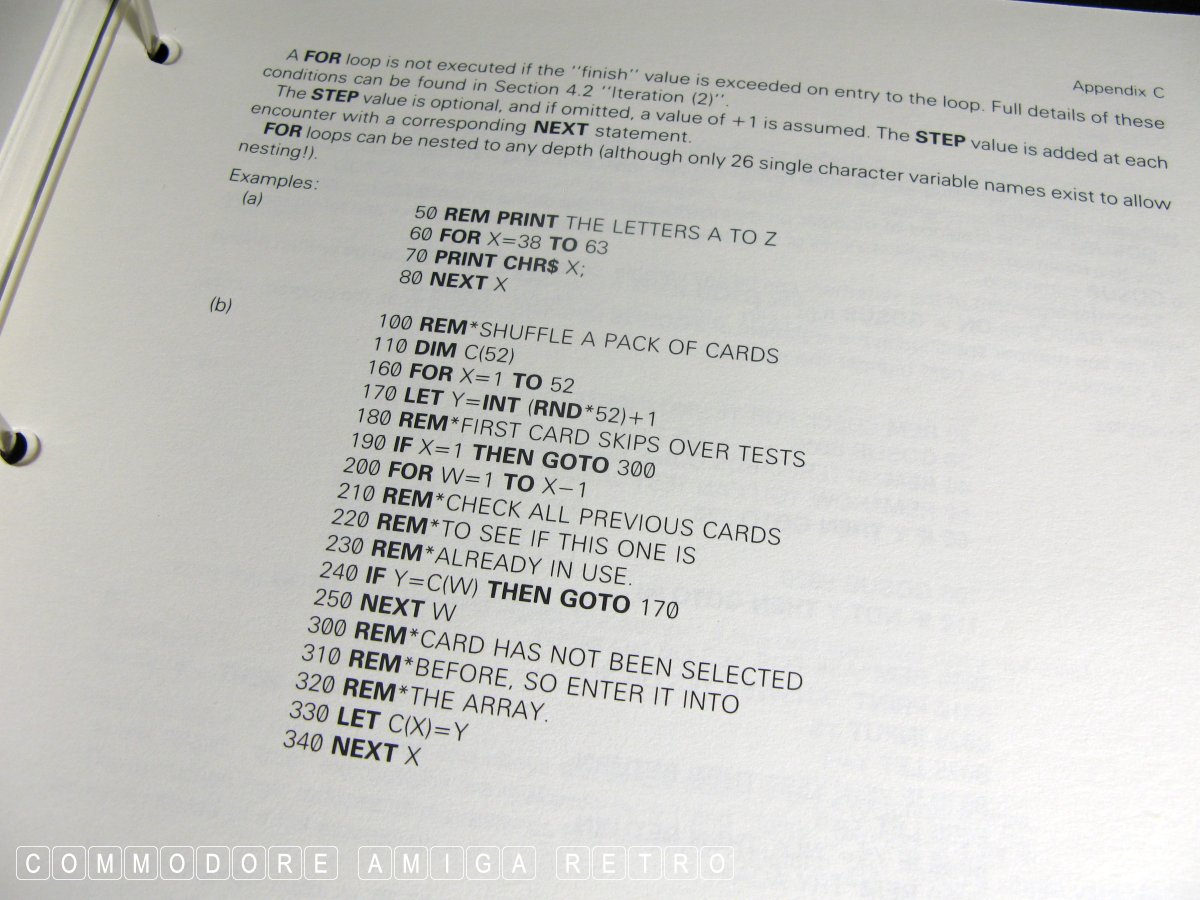 Appendix C
A FOR loop is not executed if the "finish" value is exceeded on entry to the loop. Full details of these
conditions can be found in Section 4.2 "Iteration (2)".
The STEP value is optional, and if omitted, a value of +1 is assumed. The STEP value is added at each
encounter with a corresponding NEXT statement.
FOR loops can be nested to any depth (although only 26 single character variable names exist to allow
nesting!).
Examples:
(a)
50 REM PRINT THE LETTERS A TO Z
60 FOR X=38 TO 63
70 PRINT CHR$ X;
80 NEXT X
(b)
100 REM*SHUFFLE A PACK OF CARDS
110 DIM C(52)
160 FOR X=1 TO 52
170 LET Y=INT (RND*52)+1
180 REM*FIRST CARD SKIPS OVER TESTS
190 IF X=1 THEN GOTO 300
200 FOR W=1 TO X−1
210 REM*CHECK ALL PREVIOUS CARDS
220 REM*TO SEE IF THIS ONE IS
230 REM*ALREADY IN USE.
240 IF Y=C(W) THEN GOTO 170
250 NEXT W
300 REM*CARD HAS NOT BEEN SELECTED
310 REM*BEFORE, SO ENTER IT INTO
320 REM*THE ARRAY.
330 LET C(X)=Y
340 NEXT X
COMMODORE AMIGA RETRO